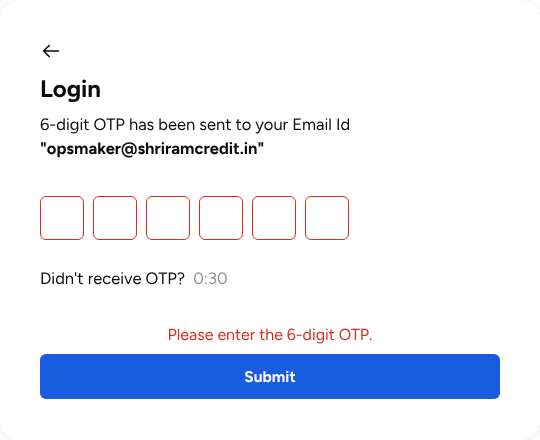 Login
6-digit OTP has been sent to your Email Id
"opsmaker@shriramcredit.in"
Didn't receive OTP? 0:30
Please enter the 6-digit OTP.
Submit